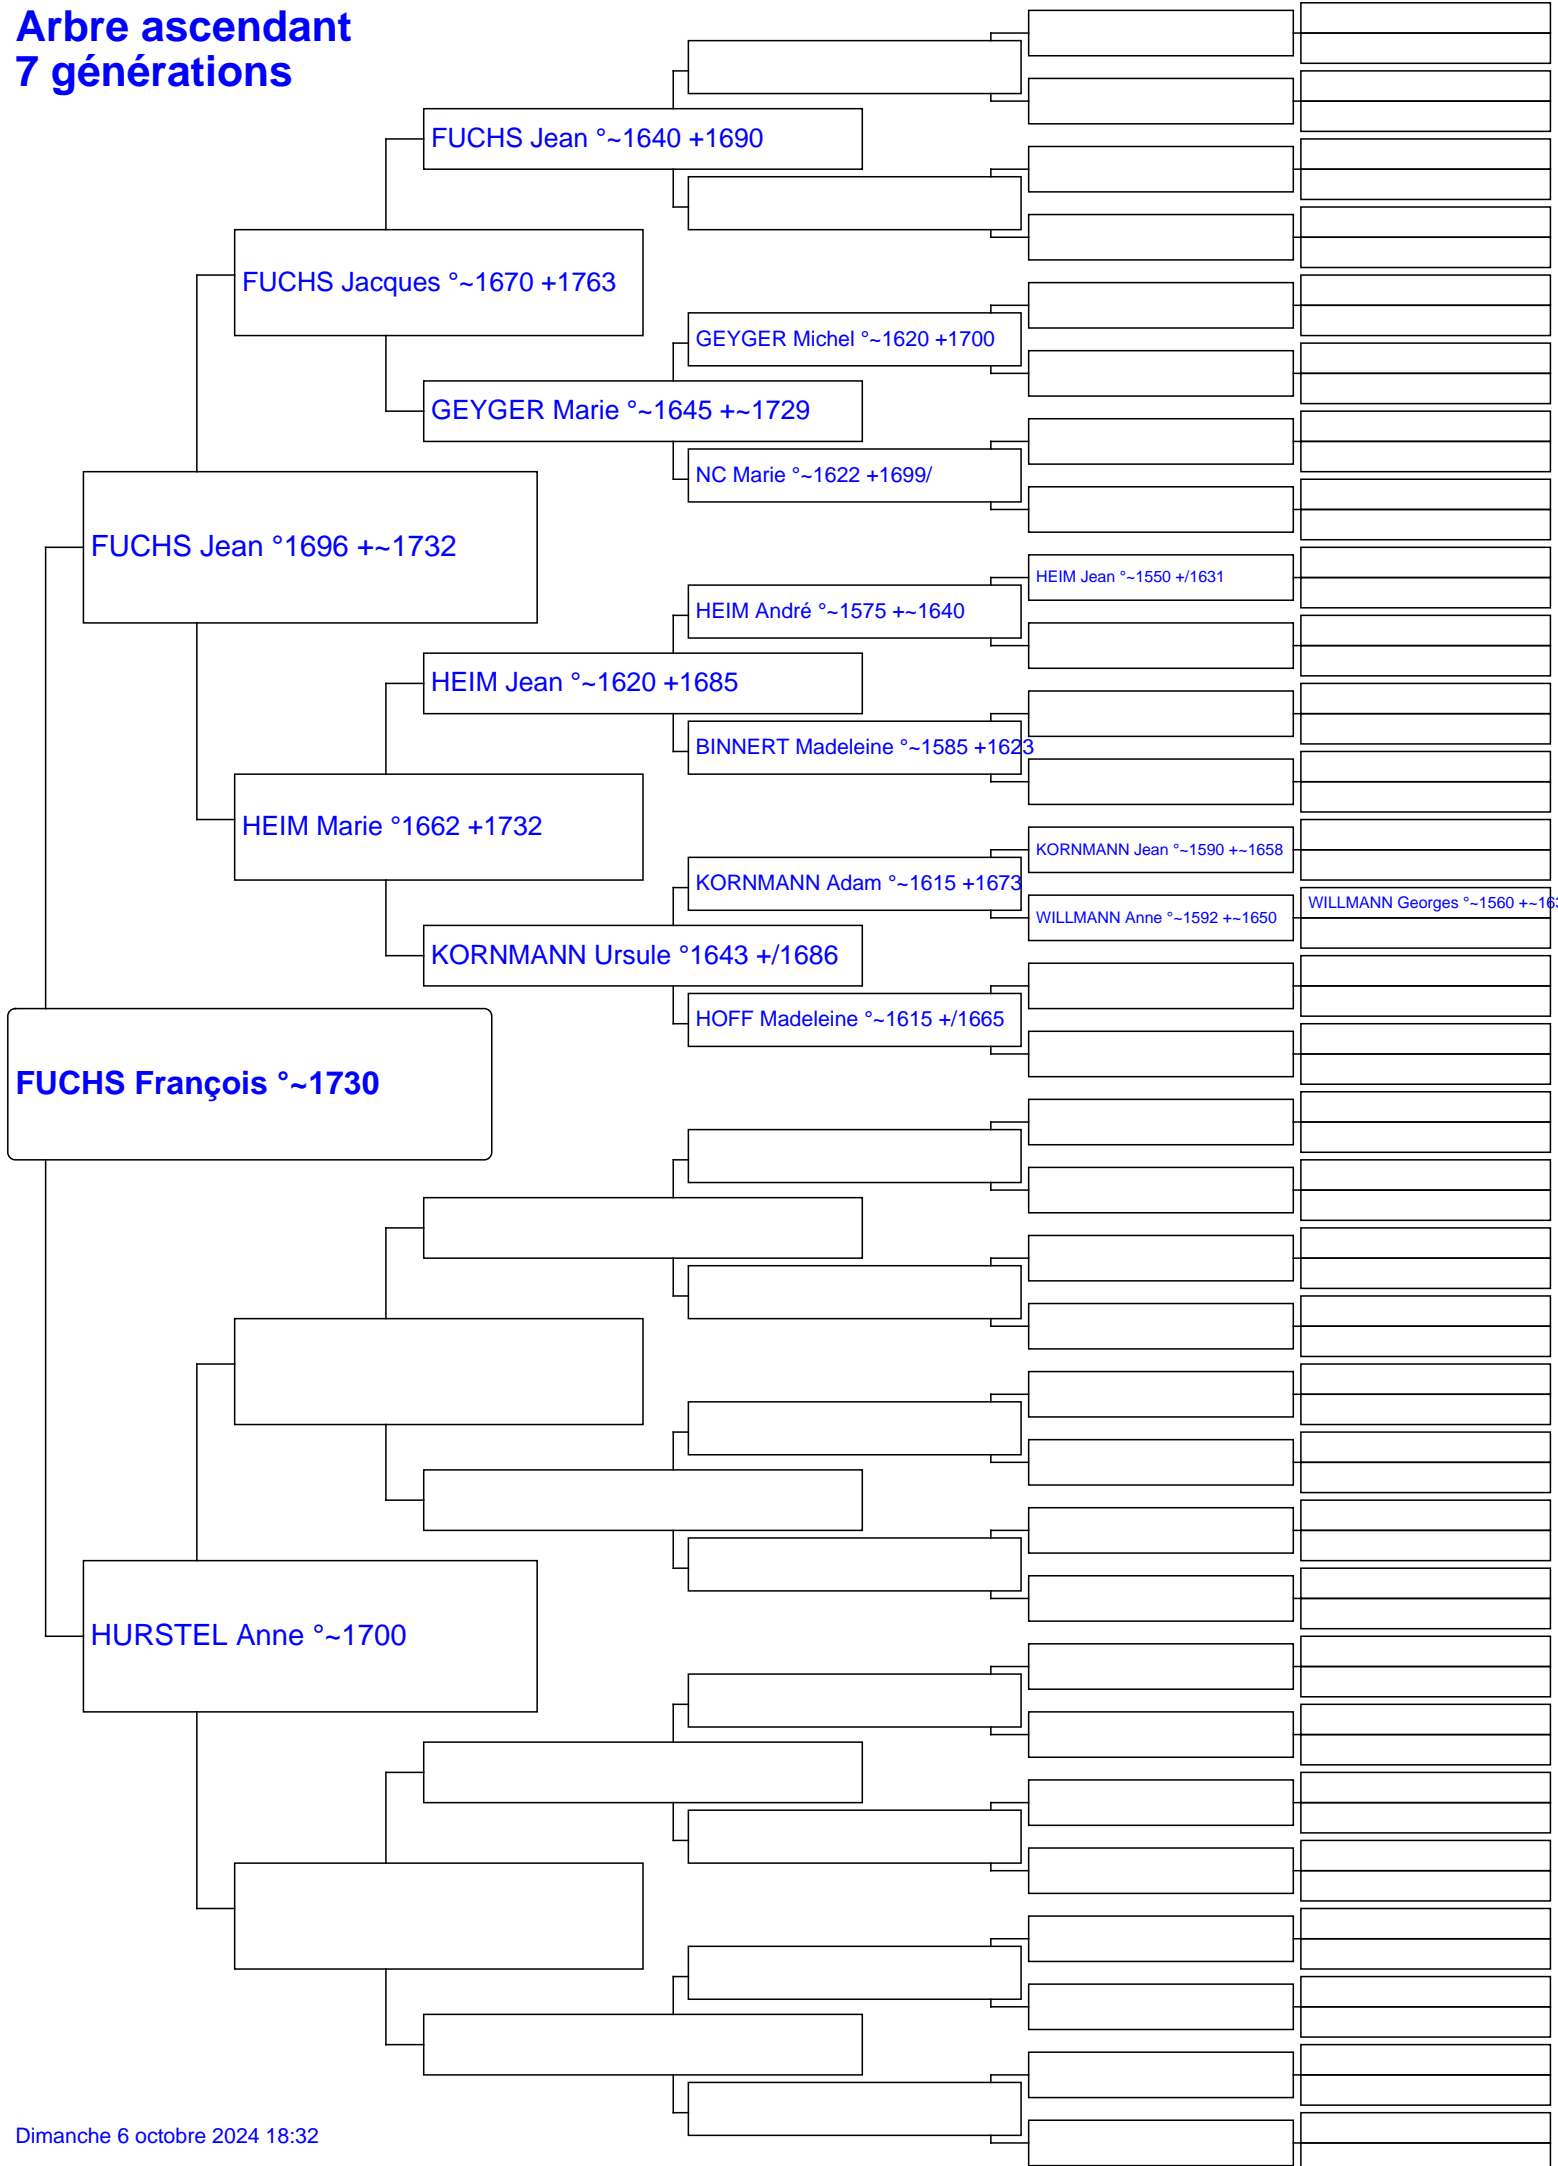 Arbre ascendant
7 générations
FUCHS Jean °~1640 +1690
FUCHS Jacques °~1670 +1763
GEYGER Michel °~1620 +1700
GEYGER Marie °~1645 +~1729
NC Marie °~1622 +1699/
FUCHS Jean °1696 +~1732
HEIM Jean °~1550 +/1631
HEIM André °~1575 +~1640
HEIM Jean °~1620 +1685
BINNERT Madeleine °~1585 +1623
HEIM Marie °1662 +1732
KORNMANN Jean °~1590 +~1658
KORNMANN Adam °~1615 +1673
WILLMANN Georges °~1560 +~163
WILLMANN Anne °~1592 +~1650
KORNMANN Ursule °1643 +/1686
HOFF Madeleine °~1615 +/1665
FUCHS François °~1730
HURSTEL Anne °~1700
Dimanche 6 octobre 2024 18:32